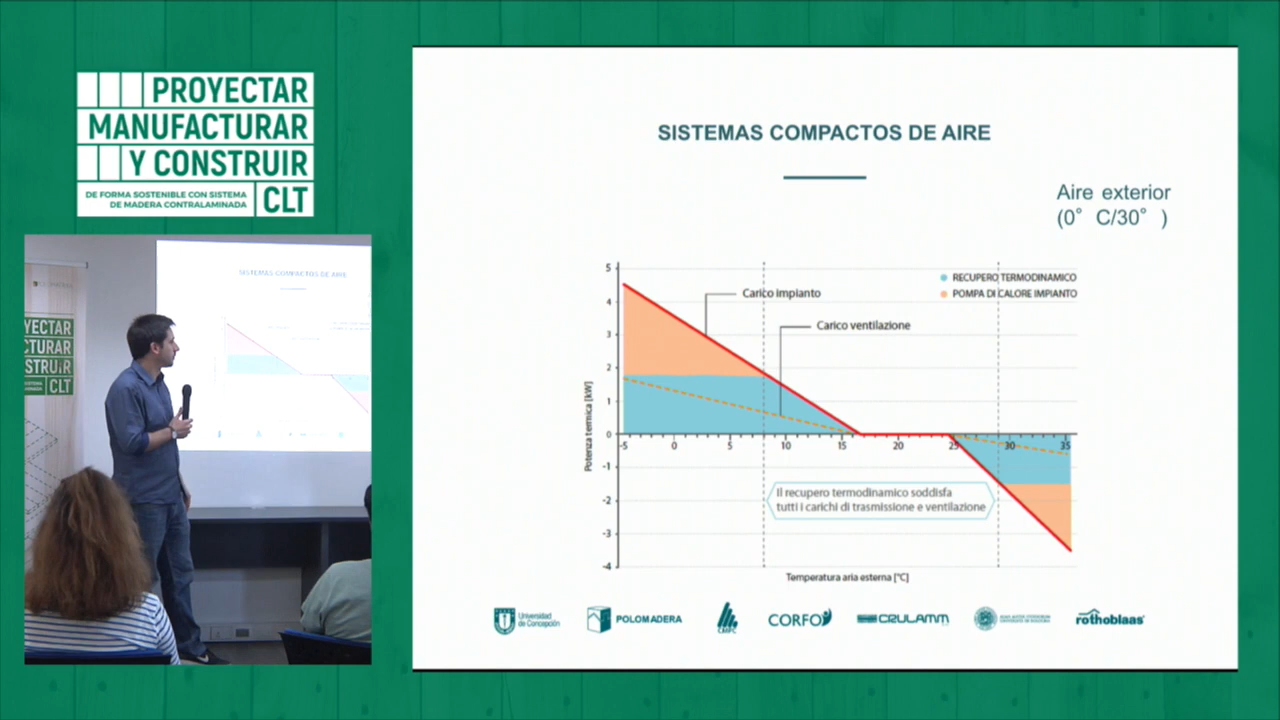 PROYECTAR
MANUFACTURAR
Y CONSTRUIR
DE FORMA SOSTENIBLE CON SISTEMA
DE MADERA CONTRALAMINADA
CLT
SISTEMAS COMPACTOS DE AIRE
Aire exterior
(0° C/30° )
RECUPERO TERMODINAMICO
POMPA DI CALORE IMPIANTO
Carico impianto
Carico ventilazione
Potenza termica [kW]
5
4
3
2
1
0
-1
-2
-3
-4
-5 0 5 10 15 20 25 30 35
Il recupero termodinamico soddisfa
tutti i carichi di trasmissione e ventilazione
Temperatura aria esterna [°C]
Universidad
de Concepción
POLOMADERA
CMPC
CORFO
CRULAMM
rothoblaas
SISTEMAS COMPACTOS DE AIRE
YECTAR
CTURAR
STRUIR
CLT